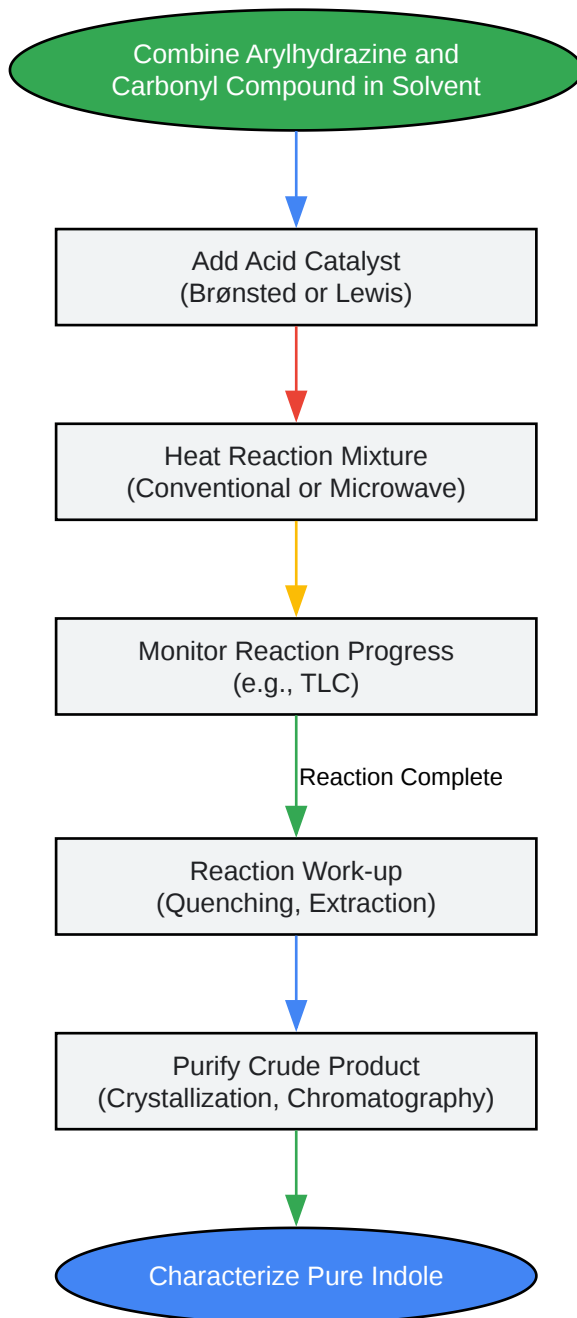 Combine Arylhydrazine and
Carbonyl Compound in Solvent
Add Acid Catalyst
(Brønsted or Lewis)
Heat Reaction Mixture
(Conventional or Microwave)
Monitor Reaction Progress
(e.g., TLC)
Reaction Complete
Reaction Work-up
(Quenching, Extraction)
Purify Crude Product
(Crystallization, Chromatography)
Characterize Pure Indole